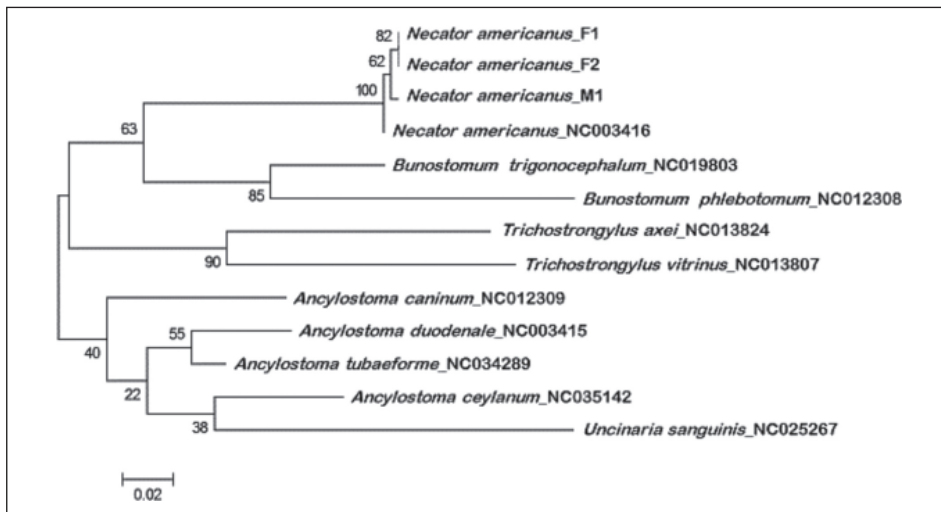 82 Necator americanus_F1
62 Necator americanus_F2
100 Necator americanus_M1
63 Necator americanus_NC003416
Bunostomum trigonocephalum_NC019803
85 Bunostomum phlebotomum_NC012308
Trichostrongylus axei_NC013824
90 Trichostrongylus vitrinus_NC013807
Ancylostoma caninum_NC012309
55 Ancylostoma duodenale_NC003415
40 Ancylostoma tubaeforme_NC034289
22 Ancylostoma ceylanum_NC035142
38 Uncinaria sanguinis_NC025267
0.02